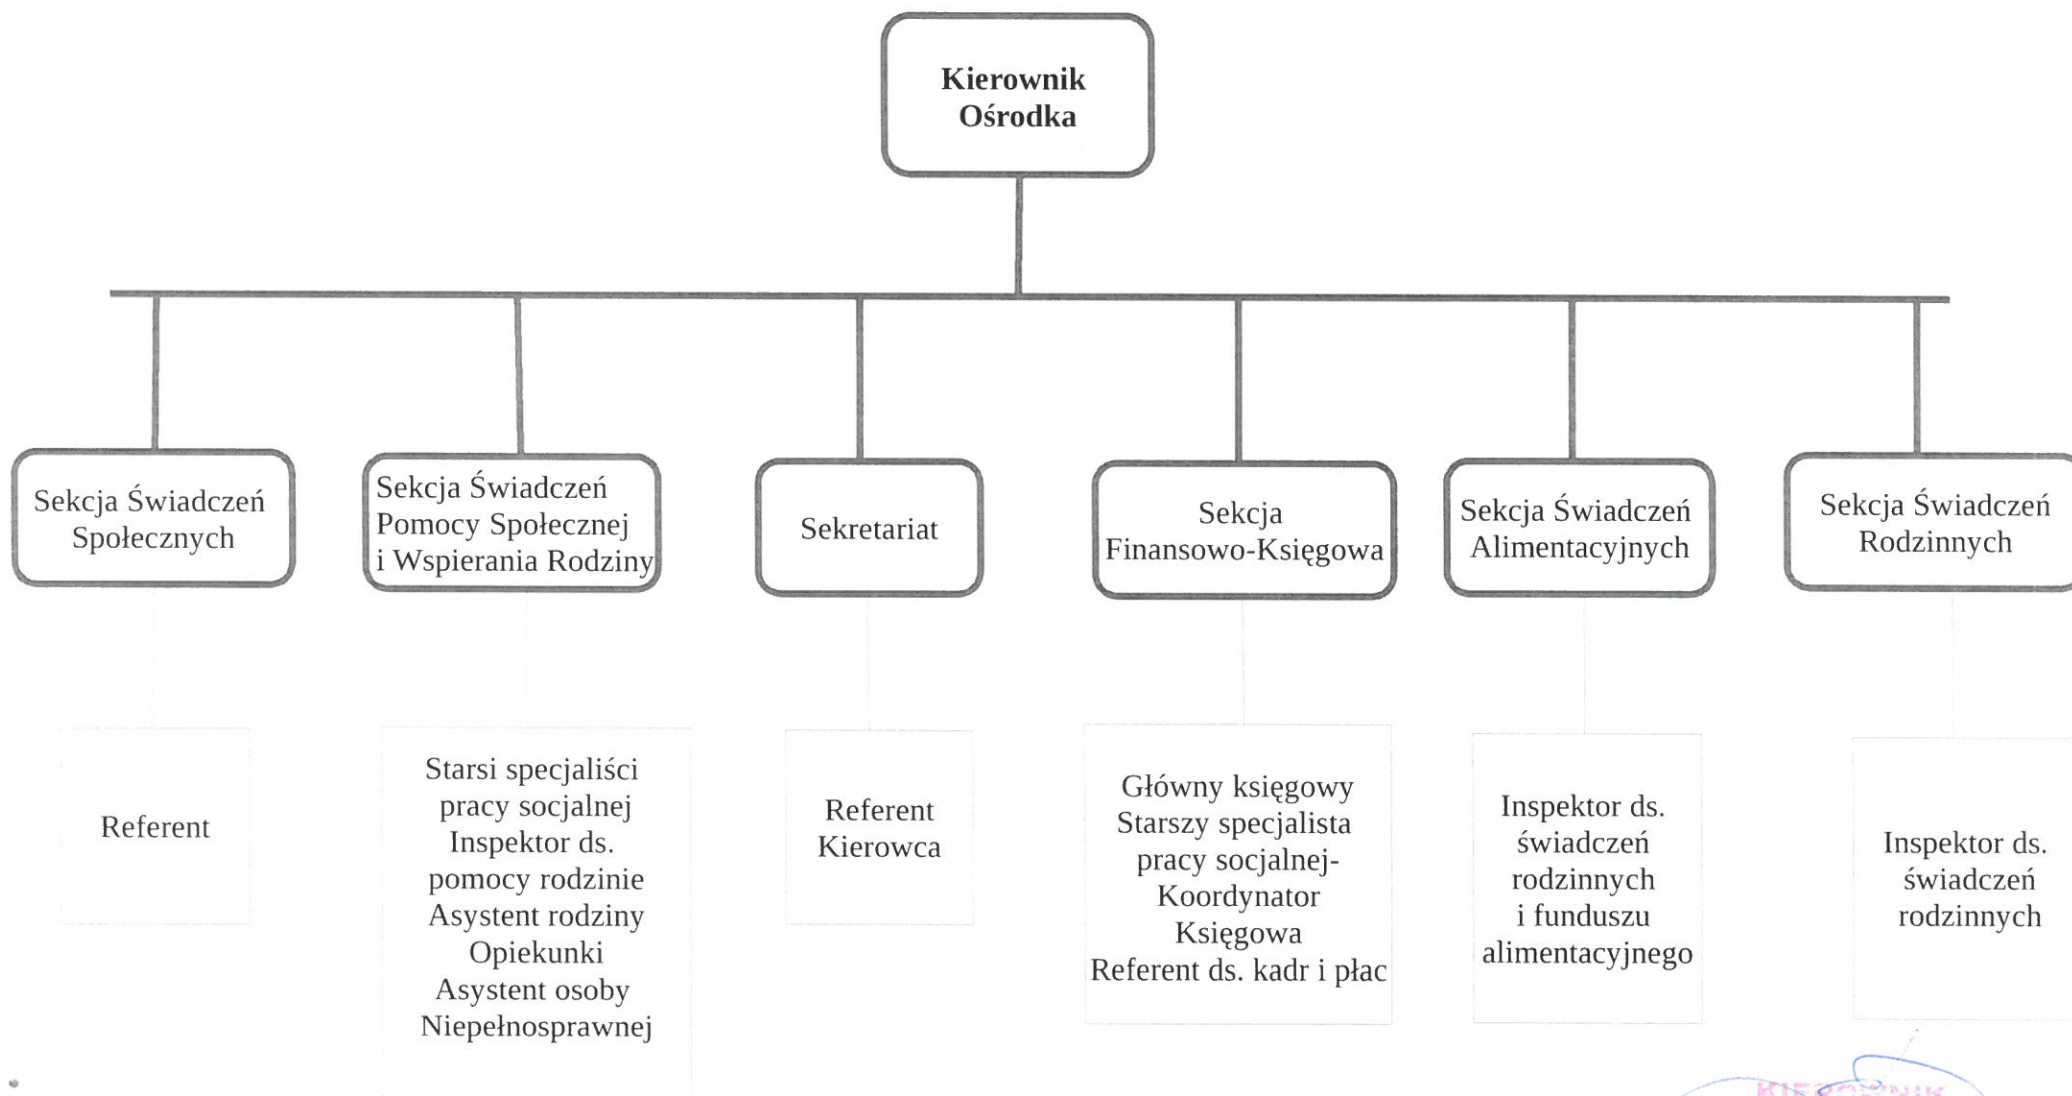 Kierownik
Ośrodka
Sekcja Świadczeń
Społecznych
Sekcja Świadczeń
Pomocy Społecznej
i Wspierania Rodziny
Sekretariat
Sekcja
Finansowo-Księgowa
Sekcja Świadczeń
Alimentacyjnych
Sekcja Świadczeń
Rodzinnych
Referent
Starsi specjaliści
pracy socjalnej
Inspektor ds.
pomocy rodzinie
Asystent rodziny
Opiekunki
Asystent osoby
Niepełnosprawnej
Referent
Kierowca
Główny księgowy
Starszy specjalista
pracy socjalnej-
Koordynator
Księgowa
Referent ds. kadr i płac
Inspektor ds.
świadczeń
rodzinnych
i funduszu
alimentacyjnego
Inspektor ds.
świadczeń
rodzinnych
KIEROWNIK